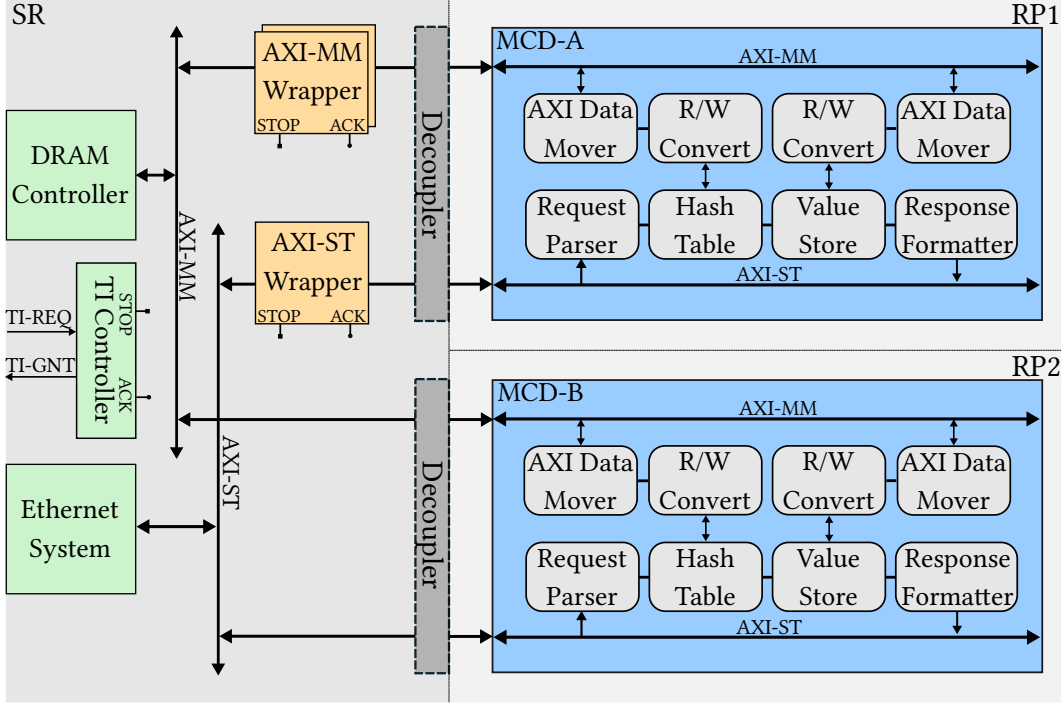 SR
RP1
AXI-MM
Wrapper
STOP
ACK
Decoupler
MCD-A
AXI-MM
AXI Data
Mover
R/W
Convert
R/W
Convert
AXI Data
Mover
Request
Parser
Hash
Table
Value
Store
Response
Formatter
AXI-ST
DRAM
Controller
AXI-MM
AXI-ST
Wrapper
STOP
ACK
TI-REQ
TI-GNT
TI Controller
STOP
ACK
Ethernet
System
AXI-ST
Decoupler
RP2
MCD-B
AXI-MM
AXI Data
Mover
R/W
Convert
R/W
Convert
AXI Data
Mover
Request
Parser
Hash
Table
Value
Store
Response
Formatter
AXI-ST